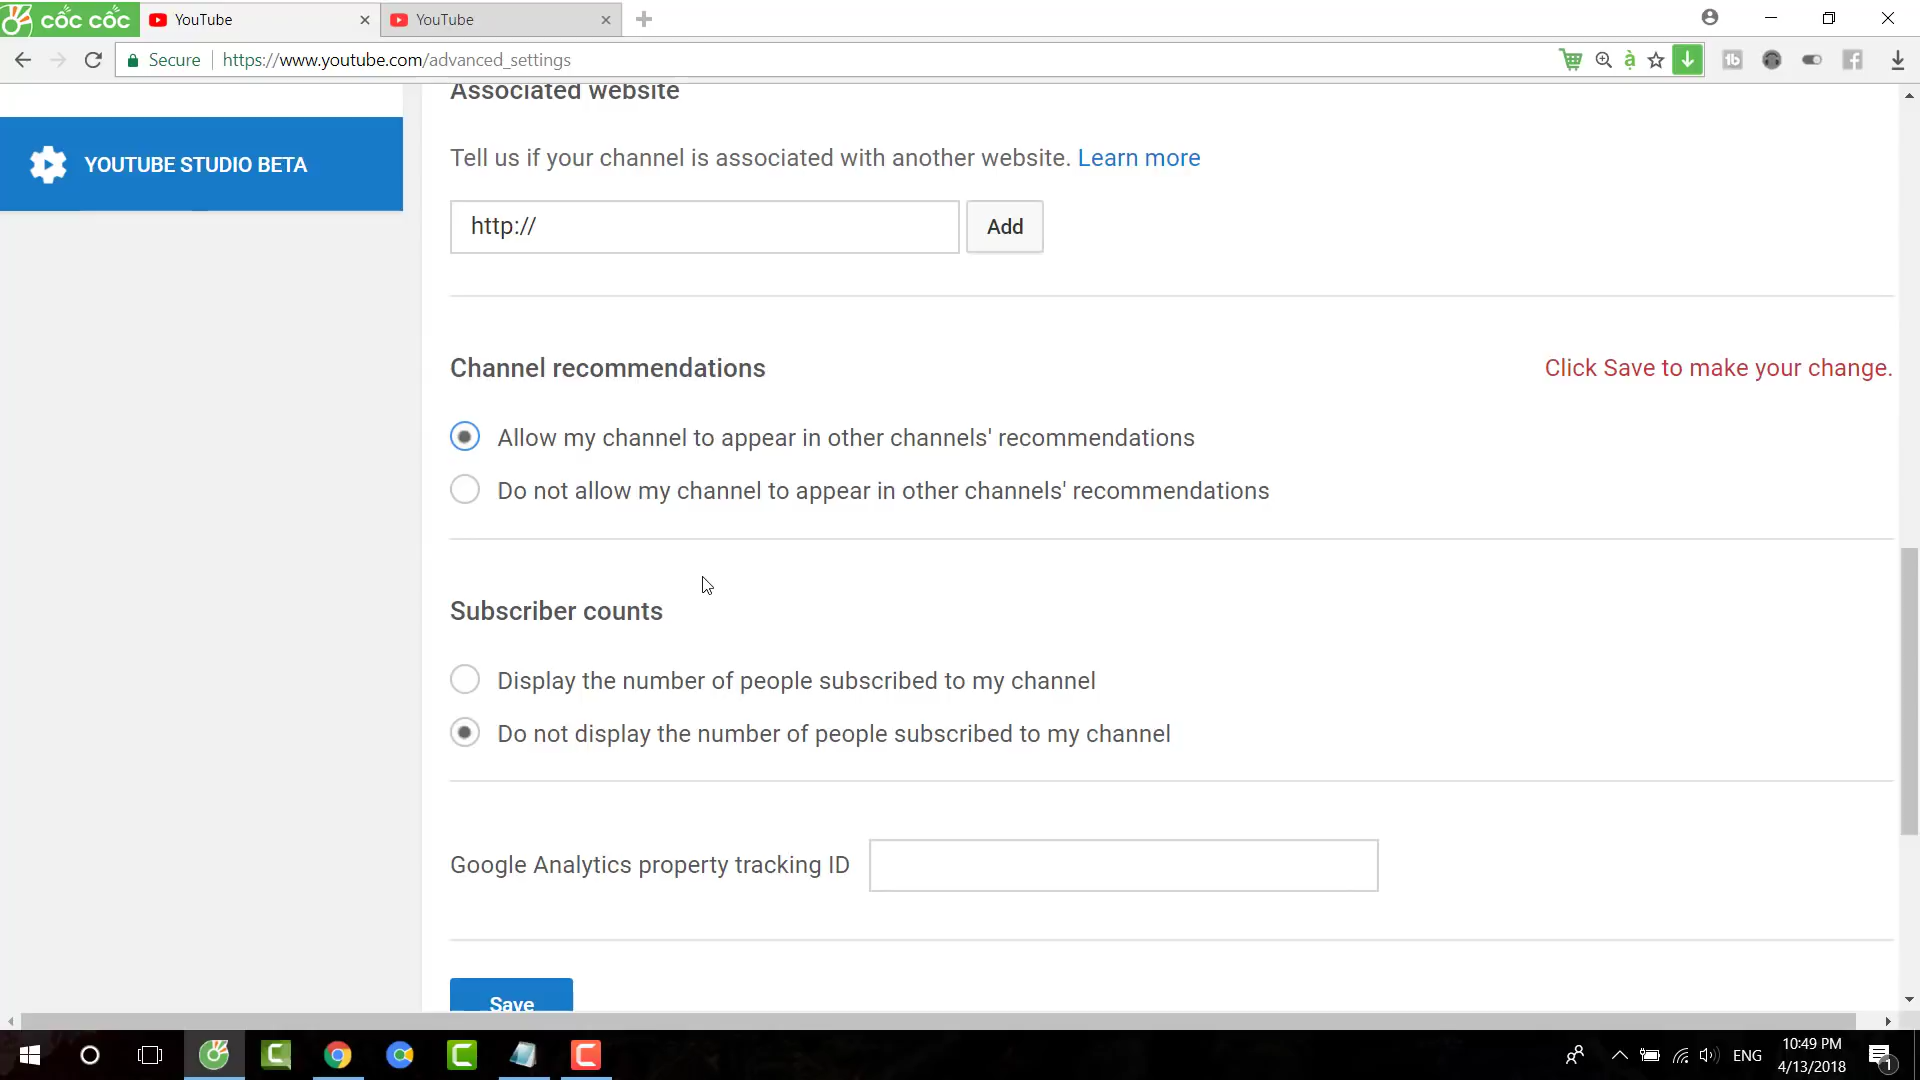 cốc cốc
YouTube
YouTube
Secure
https://www.youtube.com/advanced_settings
à
tb
Associated website
YOUTUBE STUDIO BETA
Tell us if your channel is associated with another website. Learn more
http://
Add
Channel recommendations
Click Save to make your change.
Allow my channel to appear in other channels' recommendations
Do not allow my channel to appear in other channels' recommendations
Subscriber counts
Display the number of people subscribed to my channel
Do not display the number of people subscribed to my channel
Google Analytics property tracking ID
Save
ENG
10:49 PM
4/13/2018
1